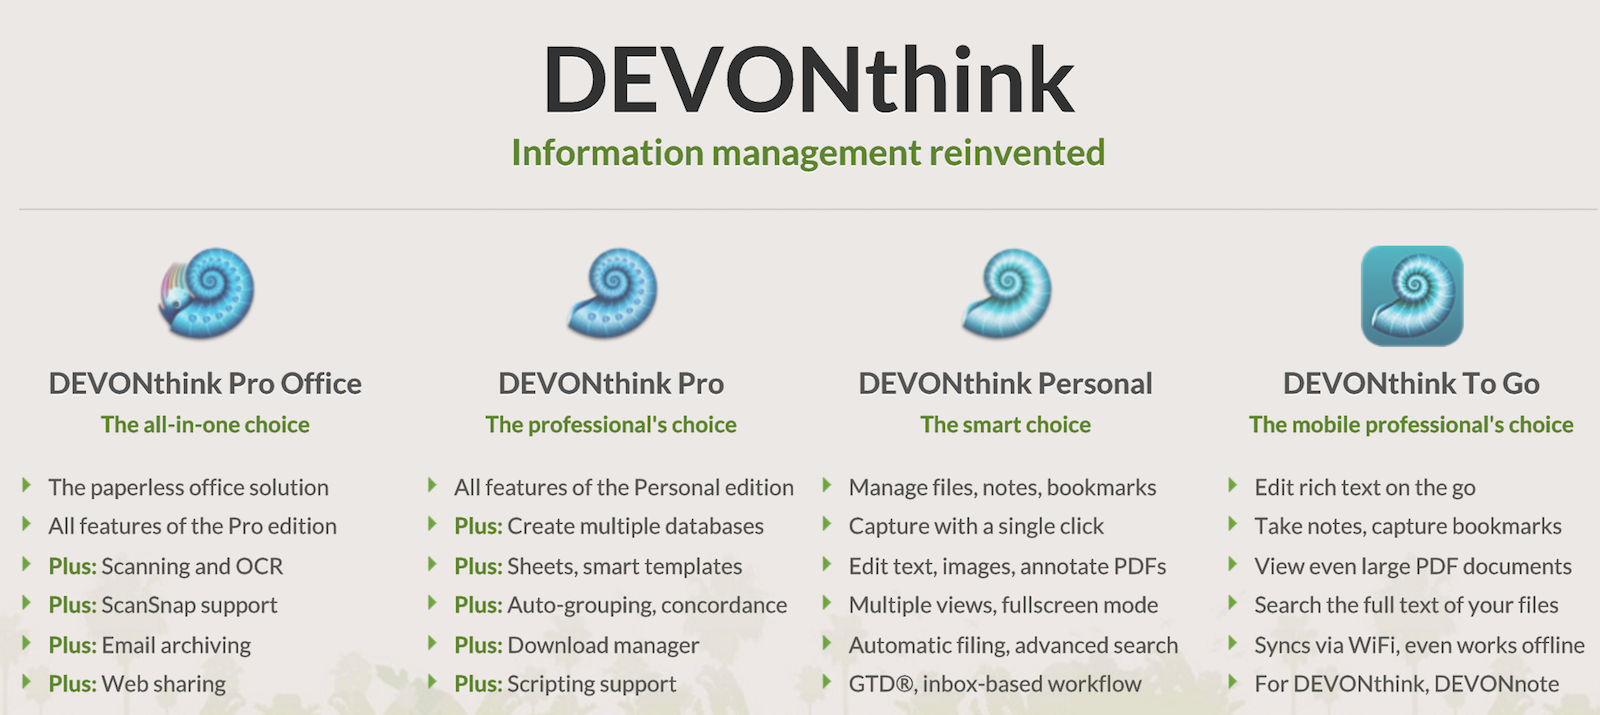 DEVONthink
Information management reinvented
DEVONthink Pro Office
The all-in-one choice
The paperless office solution
All features of the Pro edition
Plus: Scanning and OCR
Plus: ScanSnap support
Plus: Email archiving
Plus: Web sharing
DEVONthink Pro
The professional's choice
All features of the Personal edition
Plus: Create multiple databases
Plus: Sheets, smart templates
Plus: Auto-grouping, concordance
Plus: Download manager
Plus: Scripting support
DEVONthink Personal
The smart choice
Manage files, notes, bookmarks
Capture with a single click
Edit text, images, annotate PDFs
Multiple views, fullscreen mode
Automatic filing, advanced search
GTD®, inbox-based workflow
DEVONthink To Go
The mobile professional's choice
Edit rich text on the go
Take notes, capture bookmarks
View even large PDF documents
Search the full text of your files
Syncs via WiFi, even works offline
For DEVONthink, DEVONnote